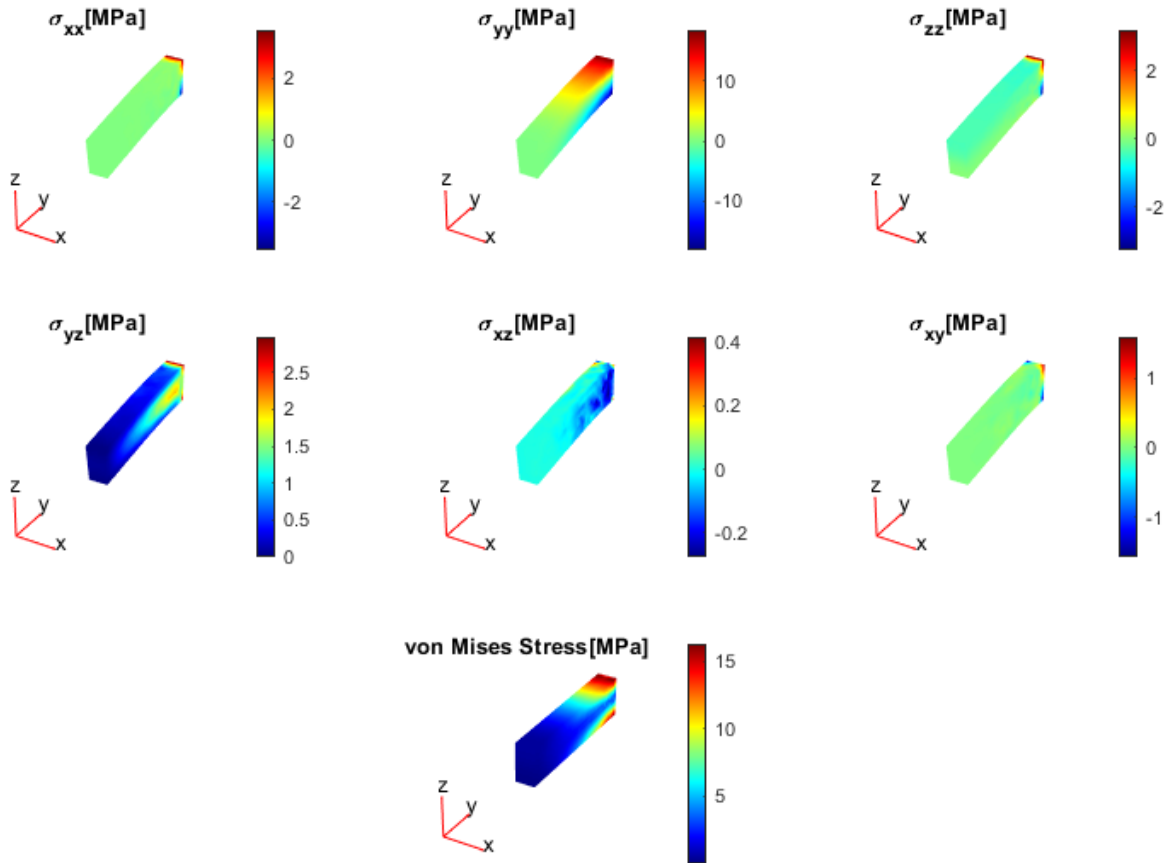 σxx[MPa]
2
0
-2
z
y
x
σyy[MPa]
10
0
-10
z
y
x
σzz[MPa]
2
0
-2
z
y
x
σyz[MPa]
2.5
2
1.5
1
0.5
0
z
y
x
σxz[MPa]
0.4
0.2
0
-0.2
z
y
x
σxy[MPa]
1
0
-1
z
y
x
von Mises Stress[MPa]
15
10
5
z
y
x